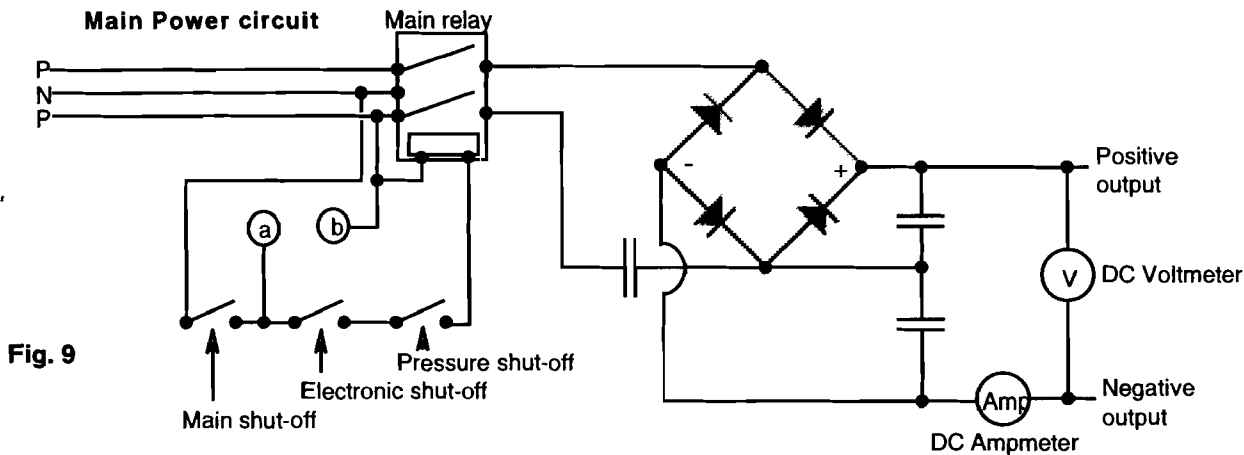 Main Power circuit
Main relay
P
N
P
a
b
-
+
Positive
output
V
DC Voltmeter
Fig. 9
Pressure shut-off
Electronic shut-off
Main shut-off
Amp
Negative
output
DC Ampmeter